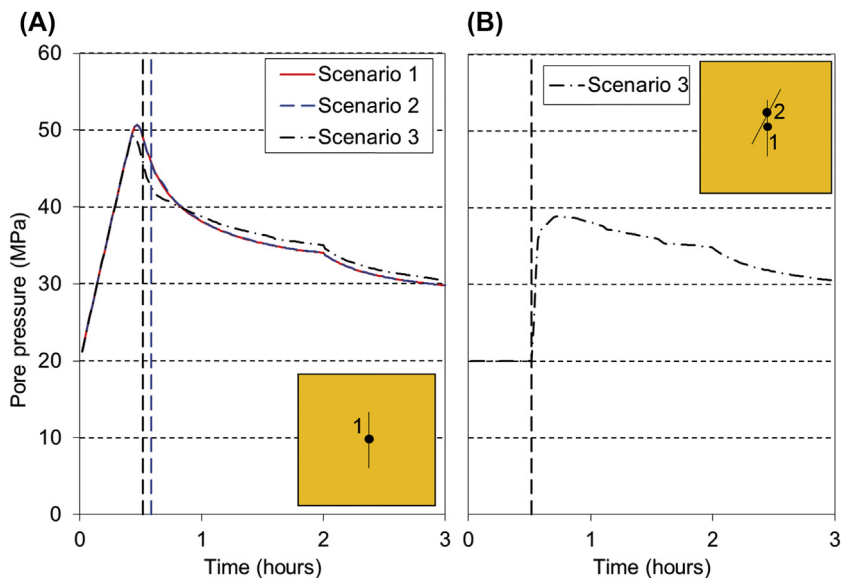 (A)
(B)
60
50
40
30
20
10
0
Pore pressure (MPa)
Scenario 1
Scenario 2
Scenario 3
1
0
1
2
3
Time (hours)
Scenario 3
2
1
0
1
2
3
Time (hours)